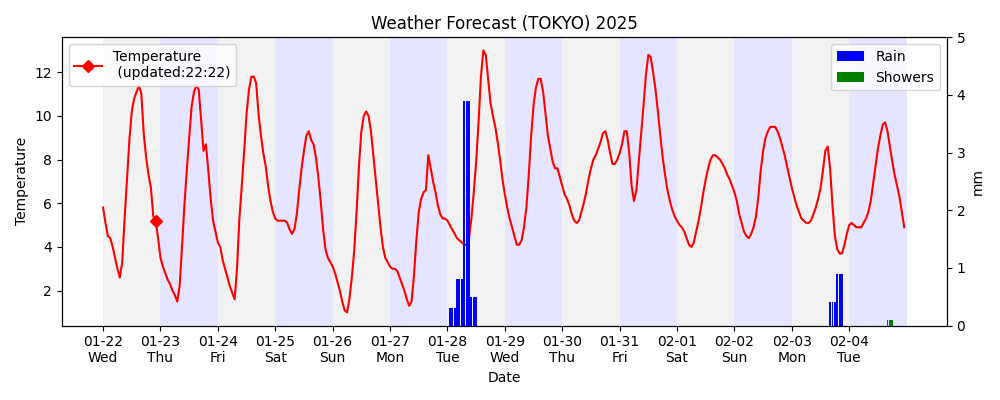 Weather Forecast (TOKYO) 2025
Temperature
(updated:22:22)
Rain
Showers
Temperature
12
10
8
6
4
2
5
4
3
2
1
0
mm
01-22 01-23 01-24 01-25 01-26 01-27 01-28 01-29 01-30 01-31 02-01 02-02 02-03 02-04
Wed Thu Fri Sat Sun Mon Tue Wed Thu Fri Sat Sun Mon Tue
Date